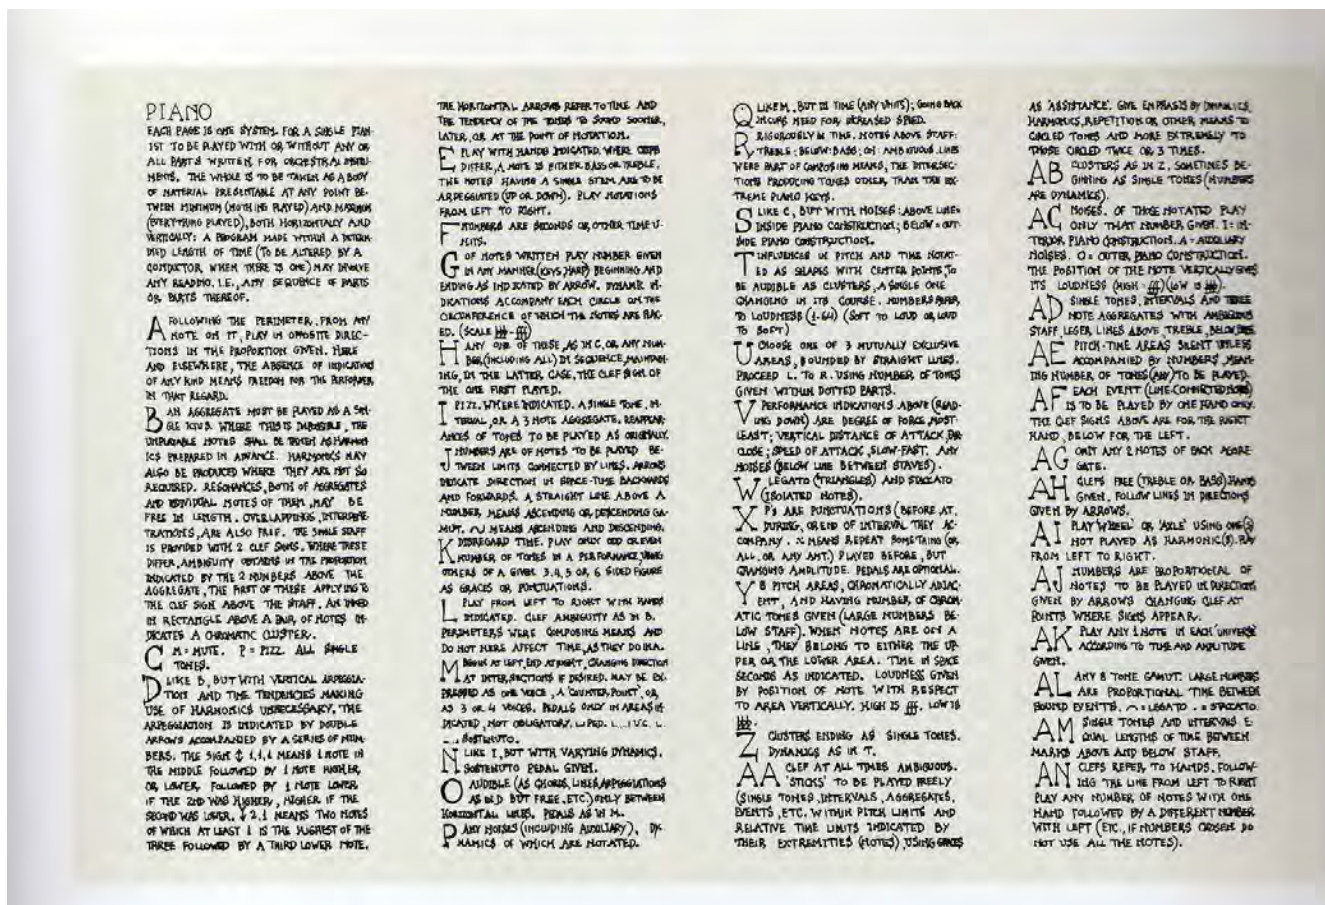 PIANO
EACH PAGE IS ONE SYSTEM. FOR A SINGLE PIAN-
IST TO BE PLAYED WITH OR WITHOUT ANY OR
ALL PARTS WRITTEN FOR ORCHESTRAL INSTRU-
MENTS. THE WHOLE IS TO BE TAKEN AS A BODY
OF MATERIAL PRESENTABLE AT ANY POINT BE-
TWEEN MINIMUM (NOTHING PLAYED) AND MAXIMUM
(EVERYTHING PLAYED), BOTH HORIZONTALLY AND
VERTICALLY: A PROGRAM MADE WITHIN A DETERM-
INED LENGTH OF TIME (TO BE ALTERED BY A
CONDUCTOR WHEN THERE IS ONE) MAY INVOLVE
ANY READING, I.E., ANY SEQUENCE OF PARTS
OR PARTS THEREOF.
A FOLLOWING THE PERIMETER, FROM ANY
NOTE ON IT, PLAY IN OPPOSITE DIREC-
TIONS IN THE PROPORTION GIVEN. HERE
AND ELSEWHERE, THE ABSENCE OF INDICATIONS
OF ANY KIND MEANS FREEDOM FOR THE PERFORMER
IN THAT REGARD.
B AN AGGREGATE MUST BE PLAYED AS A SIN-
GLE ICTUS. WHERE THIS IS IMPOSSIBLE, THE
UNPLAYABLE NOTES SHALL BE TAKEN AS HARMON-
ICS PREPARED IN ADVANCE. HARMONICS MAY
ALSO BE PRODUCED WHERE THEY ARE NOT SO
REQUIRED. RESONANCES, BOTH OF AGGREGATES
AND INDIVIDUAL NOTES OF THEM, MAY BE
FREE IN LENGTH. OVERLAPPINGS, INTERPENE-
TRATIONS, ARE ALSO FREE. THE SINGLE STAFF
IS PROVIDED WITH 2 CLEF SIGNS. WHERE THESE
DIFFER, AMBIGUITY OBTAINS IN THE PROPORTION
INDICATED BY THE 2 NUMBERS ABOVE THE
AGGREGATE, THE FIRST OF THESE APPLYING TO
THE CLEF SIGN ABOVE THE STAFF. AN INKED
IN RECTANGLE ABOVE A PAIR OF NOTES IN-
DICATES A CHROMATIC CLUSTER.
C M = MUTE. P = PIZZ. ALL SINGLE
TONES.
D LIKE B, BUT WITH VERTICAL ARPEGGIA-
TION AND TIME TENDENCIES MAKING
USE OF HARMONICS UNNECESSARY. THE
ARPEGGIATION IS INDICATED BY DOUBLE
ARROWS ACCOMPANIED BY A SERIES OF NUM-
BERS. THE SIGN ↕ 1,1,1 MEANS 1 NOTE IN
THE MIDDLE FOLLOWED BY 1 NOTE HIGHER,
OR LOWER, FOLLOWED BY 1 NOTE LOWER
IF THE 2ND WAS HIGHER, HIGHER IF THE
SECOND WAS LOWER. ↓ 2,1 MEANS TWO NOTES
OF WHICH AT LEAST 1 IS THE HIGHEST OF THE
THREE FOLLOWED BY A THIRD LOWER NOTE.
THE HORIZONTAL ARROWS REFER TO TIME AND
THE TENDENCY OF THE TONES TO SOUND SOONER,
LATER, OR AT THE POINT OF NOTATION.
E PLAY WITH HANDS INDICATED. WHERE CLEFS
DIFFER, A NOTE IS EITHER BASS OR TREBLE.
THE NOTES HAVING A SINGLE STEM ARE TO BE
ARPEGGIATED (UP OR DOWN). PLAY NOTATIONS
FROM LEFT TO RIGHT.
F NUMBERS ARE SECONDS OR OTHER TIME U-
NITS.
G OF NOTES WRITTEN PLAY NUMBER GIVEN
IN ANY MANNER (KEYS, HARP) BEGINNING AND
ENDING AS INDICATED BY ARROW. DYNAMIC IN-
DICATIONS ACCOMPANY EACH CIRCLE ON THE
CIRCUMFERENCE OF WHICH THE NOTES ARE PLAC-
ED. (SCALE ppp - fff)
H ANY ONE OF THESE, AS IN C, OR ANY NUM-
BER (INCLUDING ALL) IN SEQUENCE, MAINTAIN-
ING, IN THE LATTER CASE, THE CLEF SIGN OF
THE ONE FIRST PLAYED.
I PIZZ. WHERE INDICATED. A SINGLE TONE, IN-
TERVAL, OR A 3 NOTE AGGREGATE. REAPPEAR-
ANCES OF TONES TO BE PLAYED AS ORIGINALLY.
J NUMBERS ARE OF NOTES TO BE PLAYED BE-
TWEEN LIMITS CONNECTED BY LINES. ARROWS
INDICATE DIRECTION IN SPACE-TIME BACKWARDS
AND FORWARDS. A STRAIGHT LINE ABOVE A
NUMBER, MEANS ASCENDING OR DESCENDING GA-
MUT. ∿ MEANS ASCENDING AND DESCENDING.
K DISREGARD TIME. PLAY ONLY ODD OR EVEN
NUMBER OF TONES IN A PERFORMANCE, USING
OTHERS OF A GIVEN 3, 4, 5 OR 6 SIDED FIGURE
AS GRACES OR PUNCTUATIONS.
L PLAY FROM LEFT TO RIGHT WITH HANDS
INDICATED. CLEF AMBIGUITY AS IN B.
PERIMETERS WERE COMPOSING MEANS AND
DO NOT HERE AFFECT TIME, AS THEY DO IN A.
M BEGIN AT LEFT, END AT RIGHT, CHANGING DIRECTION
AT INTERSECTIONS IF DESIRED. MAY BE EX-
PRESSED AS ONE VOICE, A 'COUNTERPOINT', OR
AS 3 OR 4 VOICES. PEDALS ONLY IN AREAS IN-
DICATED, NOT OBLIGATORY. PED. U.C.
SOSTENUTO.
N LIKE I, BUT WITH VARYING DYNAMICS.
SOSTENUTO PEDAL GIVEN.
O AUDIBLE (AS CHORDS, LINES, ARPEGGIATIONS
AS IN D BUT FREE, ETC.) ONLY BETWEEN
HORIZONTAL LINES. PEDALS AS IN M.
P ANY NOISES (INCLUDING AUXILIARY), DY-
NAMICS OF WHICH ARE NOTATED.
Q LIKE M, BUT IN TIME (ANY UNITS); GOING BACK
INCURS NEED FOR INCREASED SPEED.
R RIGOROUSLY IN TIME. NOTES ABOVE STAFF:
TREBLE; BELOW: BASS; ON: AMBIGUOUS. LINES
WERE PART OF COMPOSING MEANS, THE INTERSEC-
TIONS PRODUCING TONES OTHER THAN THE EX-
TREME PIANO KEYS.
S LIKE C, BUT WITH NOISES: ABOVE LINE=
INSIDE PIANO CONSTRUCTION; BELOW = OUT-
SIDE PIANO CONSTRUCTION.
T INFLUENCES IN PITCH AND TIME NOTAT-
ED AS SHAPES WITH CENTER POINTS, TO
BE AUDIBLE AS CLUSTERS, A SINGLE ONE
CHANGING IN ITS COURSE. NUMBERS REFER
TO LOUDNESS (1-64) (SOFT TO LOUD OR LOUD
TO SOFT)
U CHOOSE ONE OF 3 MUTUALLY EXCLUSIVE
AREAS, BOUNDED BY STRAIGHT LINES.
PROCEED L. TO R. USING NUMBER OF TONES
GIVEN WITHIN DOTTED PARTS.
V PERFORMANCE INDICATIONS ABOVE (READ-
ING DOWN) ARE DEGREE OF FORCE, MOST-
LEAST; VERTICAL DISTANCE OF ATTACK, FAR-
CLOSE; SPEED OF ATTACK, SLOW-FAST. ANY
NOISES (BELOW LINE BETWEEN STAVES).
W LEGATO (TRIANGLES) AND STACCATO
(ISOLATED NOTES).
X P'S ARE PUNCTUATIONS (BEFORE, AT,
DURING, OR END OF INTERVAL THEY AC-
COMPANY. ∺ MEANS REPEAT SOMETHING (OR
ALL, OR ANY AMT.) PLAYED BEFORE, BUT
CHANGING AMPLITUDE. PEDALS ARE OPTIONAL.
Y 8 PITCH AREAS, CHROMATICALLY ADJAC-
ENT, AND HAVING NUMBER OF CHROM-
ATIC TONES GIVEN (LARGE NUMBERS BE-
LOW STAFF). WHEN NOTES ARE ON A
LINE, THEY BELONG TO EITHER THE UP-
PER OR THE LOWER AREA. TIME IN SPACE
SECONDS AS INDICATED. LOUDNESS GIVEN
BY POSITION OF NOTE WITH RESPECT
TO AREA VERTICALLY. HIGH IS fff. LOW IS
ppp.
Z CLUSTERS ENDING AS SINGLE TONES.
DYNAMICS AS IN T.
AA CLEF AT ALL TIMES AMBIGUOUS.
'STICKS' TO BE PLAYED FREELY
(SINGLE TONES, INTERVALS, AGGREGATES,
EVENTS, ETC. WITHIN PITCH LIMITS AND
RELATIVE TIME LIMITS INDICATED BY
THEIR EXTREMITIES (NOTES), USING GRACES
AS 'ASSISTANCE'. GIVE EMPHASIS BY DYNAMICS,
HARMONICS, REPETITION OR OTHER MEANS TO
CIRCLED TONES AND MORE EXTREMELY TO
THOSE CIRCLED TWICE OR 3 TIMES.
AB CLUSTERS AS IN Z, SOMETIMES BE-
GINNING AS SINGLE TONES (NUMBERS
ARE DYNAMICS).
AC NOISES. OF THOSE NOTATED PLAY
ONLY THAT NUMBER GIVEN. I = IN-
TERIOR PIANO CONSTRUCTION. A = AUXILIARY
NOISES. O = OUTER PIANO CONSTRUCTION.
THE POSITION OF THE NOTE VERTICALLY GIVES
ITS LOUDNESS (HIGH = fff) (LOW IS ppp).
AD SINGLE TONES, INTERVALS AND THREE
NOTE AGGREGATES WITH AMBIGUOUS
STAFF, LEGER LINES ABOVE TREBLE, BELOW BASS.
AE PITCH-TIME AREAS SILENT UNLESS
ACCOMPANIED BY NUMBERS, MEAN-
ING NUMBER OF TONES (ANY) TO BE PLAYED.
AF EACH EVENT (LINE-CONNECTED NOTES)
IS TO BE PLAYED BY ONE HAND ONLY.
THE CLEF SIGNS ABOVE ARE FOR THE RIGHT
HAND, BELOW FOR THE LEFT.
AG OMIT ANY 2 NOTES OF EACH AGGRE-
GATE.
AH CLEFS FREE (TREBLE OR BASS) HANDS
GIVEN. FOLLOW LINES IN DIRECTIONS
GIVEN BY ARROWS.
AI PLAY 'WHEEL' OR 'AXLE' USING ONE(S)
NOT PLAYED AS HARMONIC(S). PLAY
FROM LEFT TO RIGHT.
AJ NUMBERS ARE PROPORTIONAL OF
NOTES TO BE PLAYED IN DIRECTIONS
GIVEN BY ARROWS CHANGING CLEF AT
POINTS WHERE SIGNS APPEAR.
AK PLAY ANY 1 NOTE IN EACH 'UNIVERSE'
ACCORDING TO TIME AND AMPLITUDE
GIVEN.
AL ANY 8 TONE GAMUT. LARGE NUMBERS
ARE PROPORTIONAL TIME BETWEEN
SOUND EVENTS. ⌒ = LEGATO . = STACCATO.
AM SINGLE TONES AND INTERVALS. E-
QUAL LENGTHS OF TIME BETWEEN
MARKS ABOVE AND BELOW STAFF.
AN CLEFS REFER TO HANDS. FOLLOW-
ING THE LINE FROM LEFT TO RIGHT
PLAY ANY NUMBER OF NOTES WITH ONE
HAND FOLLOWED BY A DIFFERENT NUMBER
WITH LEFT (ETC., IF NUMBERS CHOSEN DO
NOT USE ALL THE NOTES).